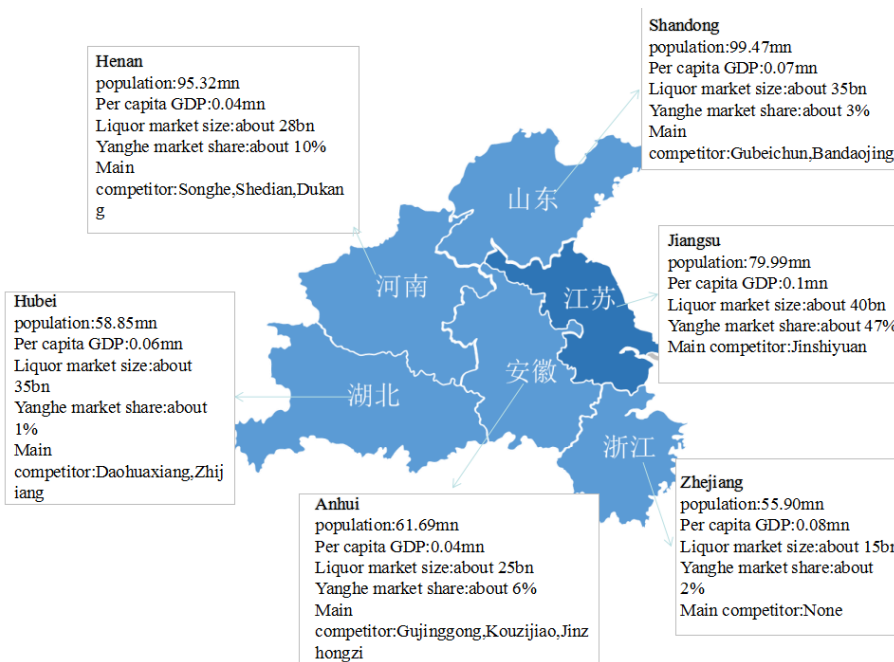 Shandong
population:99.47mn
Per capita GDP:0.07mn
Liquor market size:about 35bn
Yanghe market share:about 3%
Main
competitor:Gubeichun,Bandaojing
Henan
population:95.32mn
Per capita GDP:0.04mn
Liquor market size:about 28bn
Yanghe market share:about 10%
Main
competitor:Songhe,Shedian,Dukan
g
山东
Jiangsu
population:79.99mn
Per capita GDP:0.1mn
Liquor market size:about 40bn
Yanghe market share:about 47%
Main competitor:Jinshiyuan
河南
江苏
Hubei
population:58.85mn
Per capita GDP:0.06mn
Liquor market size:about
35bn
Yanghe market share:about
1%
Main
competitor:Daohuaxiang,Zhij
iang
安徽
湖北
浙江
Zhejiang
population:55.90mn
Per capita GDP:0.08mn
Liquor market size:about 15bn
Yanghe market share:about
2%
Main competitor:None
Anhui
population:61.69mn
Per capita GDP:0.04mn
Liquor market size:about 25bn
Yanghe market share:about 6%
Main
competitor:Gujinggong,Kouzijiao,Jinz
hongzi